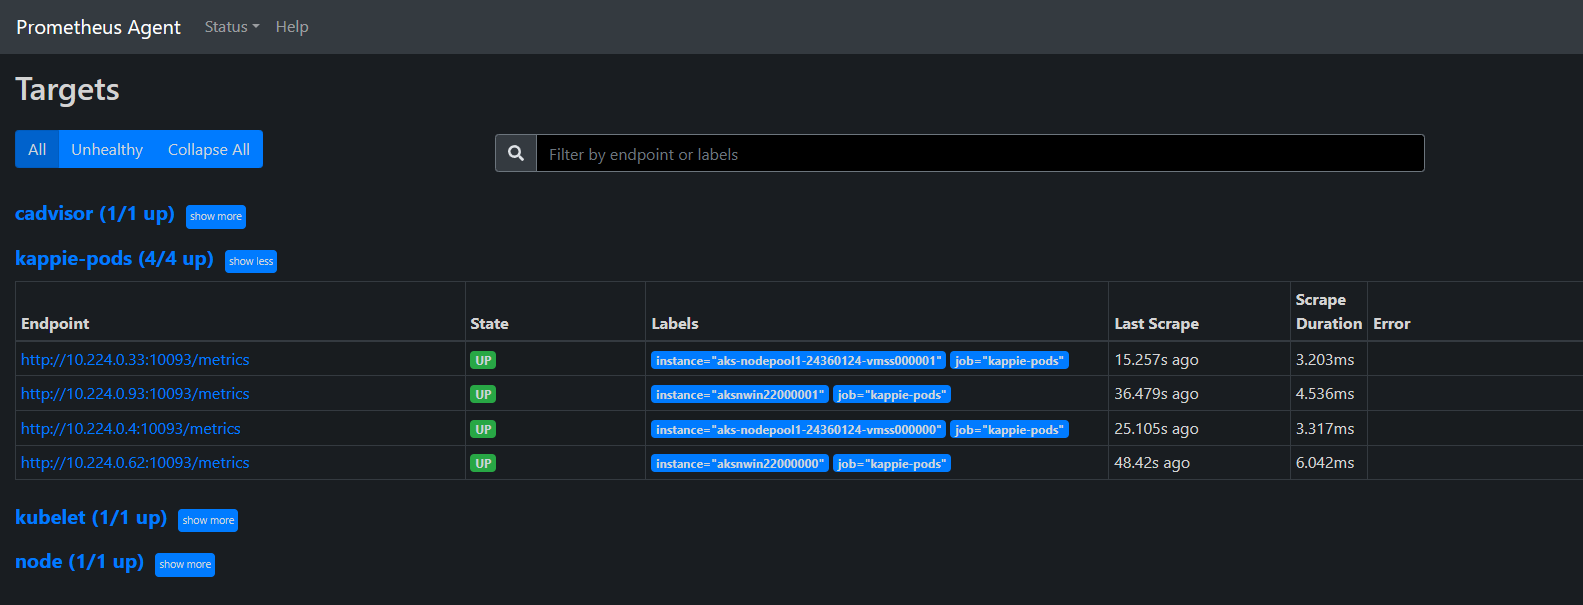 Prometheus Agent Status Help
Targets
All Unhealthy Collapse All
Filter by endpoint or labels
cadvisor (1/1 up) show more
kappie-pods (4/4 up) show less
Endpoint State Labels Last Scrape Scrape Duration Error
http://10.224.0.33:10093/metrics UP instance="aks-nodepool1-24360124-vmss000001" job="kappie-pods" 15.257s ago 3.203ms
http://10.224.0.93:10093/metrics UP instance="aksnwin22000001" job="kappie-pods" 36.479s ago 4.536ms
http://10.224.0.4:10093/metrics UP instance="aks-nodepool1-24360124-vmss000000" job="kappie-pods" 25.105s ago 3.317ms
http://10.224.0.62:10093/metrics UP instance="aksnwin22000000" job="kappie-pods" 48.42s ago 6.042ms
kubelet (1/1 up) show more
node (1/1 up) show more